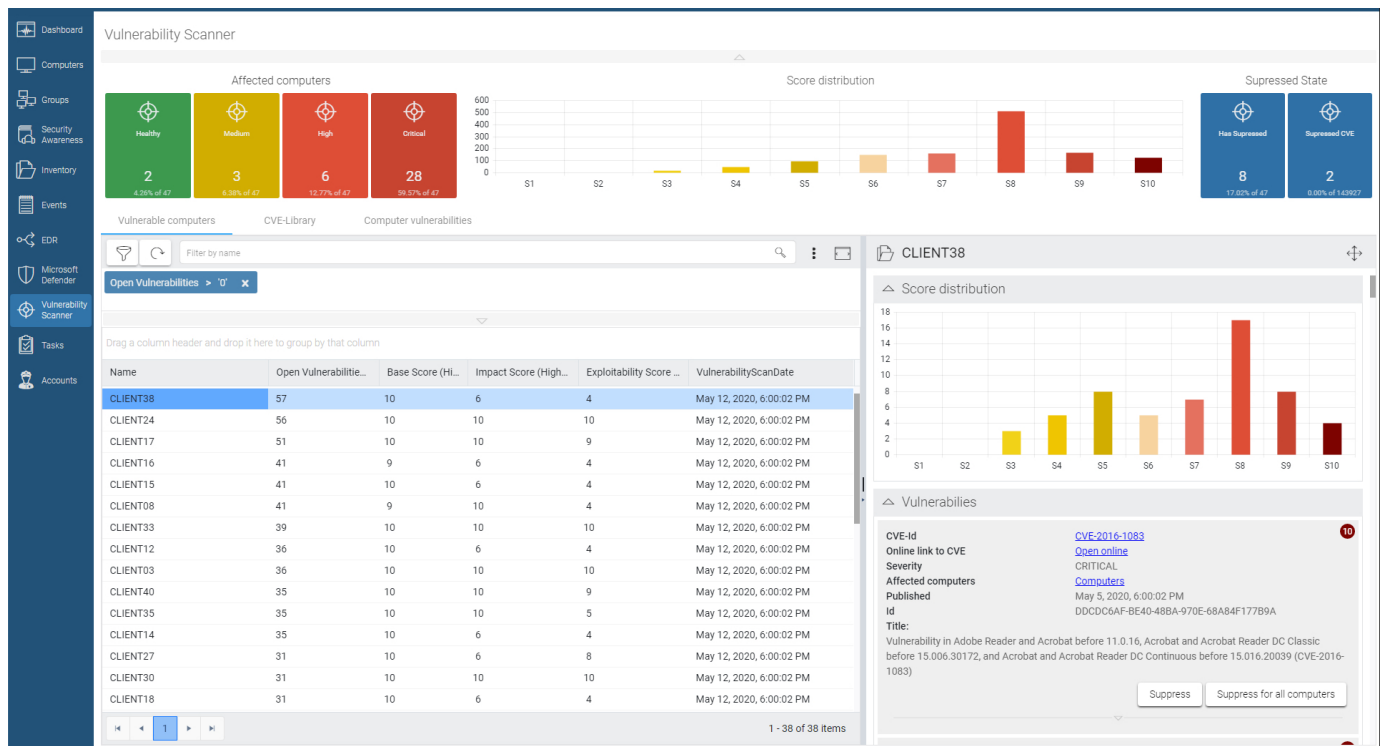 Dashboard
Computers
Groups
Security
Awareness
Inventory
Events
EDR
Microsoft
Defender
Vulnerability
Scanner
Tasks
Accounts
Vulnerability Scanner
Affected computers
Healthy
2
4.26% of 47
Medium
3
6.38% of 47
High
6
12.77% of 47
Critical
28
59.57% of 47
Score distribution
600
500
400
300
200
100
0
S1 S2 S3 S4 S5 S6 S7 S8 S9 S10
Supressed State
Has Supressed
8
17.02% of 47
Supressed CVE
2
0.00% of 143927
Vulnerable computers CVE-Library Computer vulnerabilities
Filter by name
Open Vulnerabilities > '0' x
Drag a column header and drop it here to group by that column
Name Open Vulnerabilitie... Base Score (Hi... Impact Score (High... Exploitability Score ... VulnerabilityScanDate
CLIENT38 57 10 6 4 May 12, 2020, 6:00:02 PM
CLIENT24 56 10 10 10 May 12, 2020, 6:00:02 PM
CLIENT17 51 10 10 9 May 12, 2020, 6:00:02 PM
CLIENT16 41 9 6 4 May 12, 2020, 6:00:02 PM
CLIENT15 41 10 6 4 May 12, 2020, 6:00:02 PM
CLIENT08 41 9 10 4 May 12, 2020, 6:00:02 PM
CLIENT33 39 10 10 10 May 12, 2020, 6:00:02 PM
CLIENT12 36 10 6 4 May 12, 2020, 6:00:02 PM
CLIENT03 36 10 10 10 May 12, 2020, 6:00:02 PM
CLIENT40 35 10 10 9 May 12, 2020, 6:00:02 PM
CLIENT35 35 10 10 5 May 12, 2020, 6:00:02 PM
CLIENT14 35 10 6 4 May 12, 2020, 6:00:02 PM
CLIENT27 31 10 6 8 May 12, 2020, 6:00:02 PM
CLIENT30 31 10 10 10 May 12, 2020, 6:00:02 PM
CLIENT18 31 10 6 4 May 12, 2020, 6:00:02 PM
1
1 - 38 of 38 items
CLIENT38
Score distribution
18
16
14
12
10
8
6
4
2
0
S1 S2 S3 S4 S5 S6 S7 S8 S9 S10
Vulnerabilies
10
CVE-Id CVE-2016-1083
Online link to CVE Open online
Severity CRITICAL
Affected computers Computers
Published May 5, 2020, 6:00:02 PM
Id DDCDC6AF-BE40-48BA-970E-68A84F177B9A
Title:
Vulnerability in Adobe Reader and Acrobat before 11.0.16, Acrobat and Acrobat Reader DC Classic
before 15.006.30172, and Acrobat and Acrobat Reader DC Continuous before 15.016.20039 (CVE-2016-
1083)
Suppress Suppress for all computers